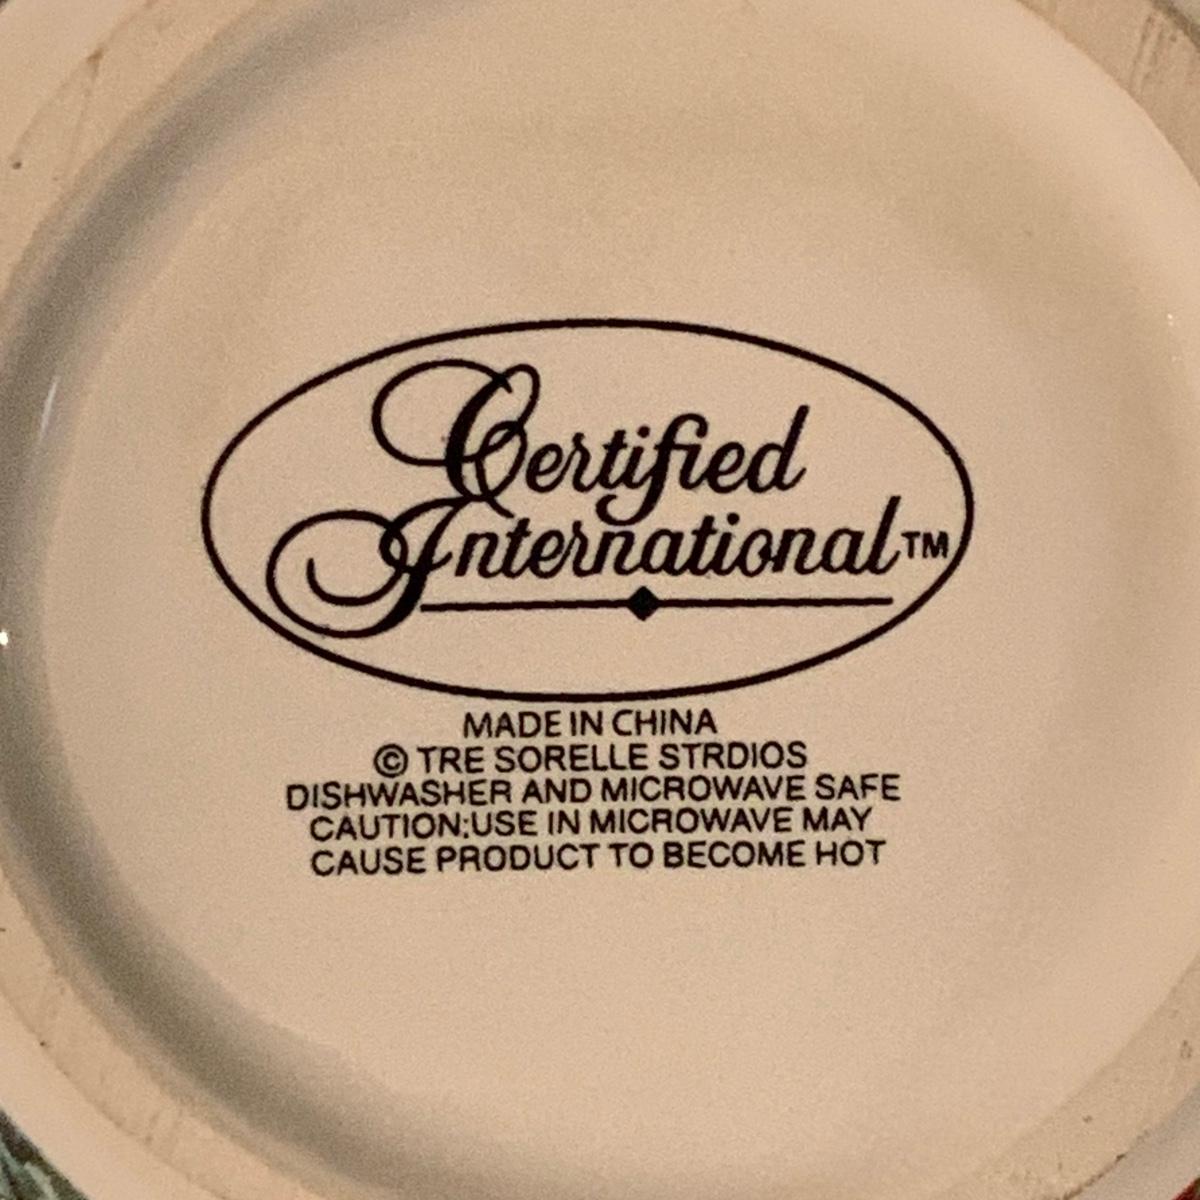 Certified
International™
MADE IN CHINA
© TRE SORELLE STRDIOS
DISHWASHER AND MICROWAVE SAFE
CAUTION:USE IN MICROWAVE MAY
CAUSE PRODUCT TO BECOME HOT